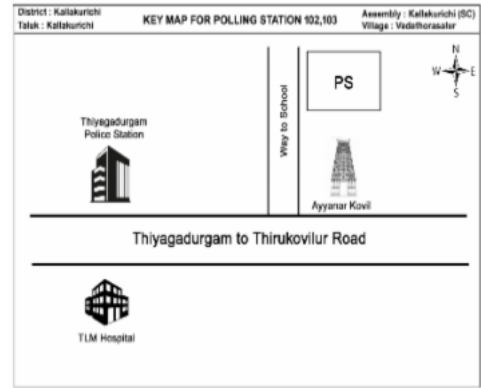 District : Kallakurichi
Taluk : Kallakurichi
KEY MAP FOR POLLING STATION 102,103
Assembly : Kallakurichi (SC)
Village : Vadathorasalur
N
W
E
S
PS
Way to School
Thiyagadurgam
Police Station
Ayyanar Kovil
Thiyagadurgam to Thirukovilur Road
TLM Hospital